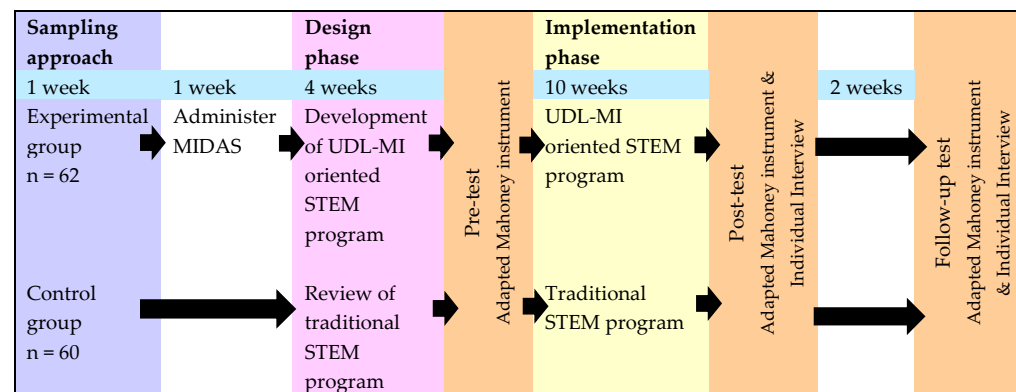 Sampling
approach
Design
phase
Implementation
phase
1 week
1 week
4 weeks
10 weeks
2 weeks
Experimental
group
n = 62
Administer
MIDAS
Development
of UDL-MI
oriented
STEM
program
Pre-test
Adapted Mahoney instrument
UDL-MI
oriented STEM
program
Post-test
Adapted Mahoney instrument &
Individual Interview
Follow-up test
Adapted Mahoney instrument
& Individual Interview
Control
group
n = 60
Review of
traditional
STEM
program
Traditional
STEM program